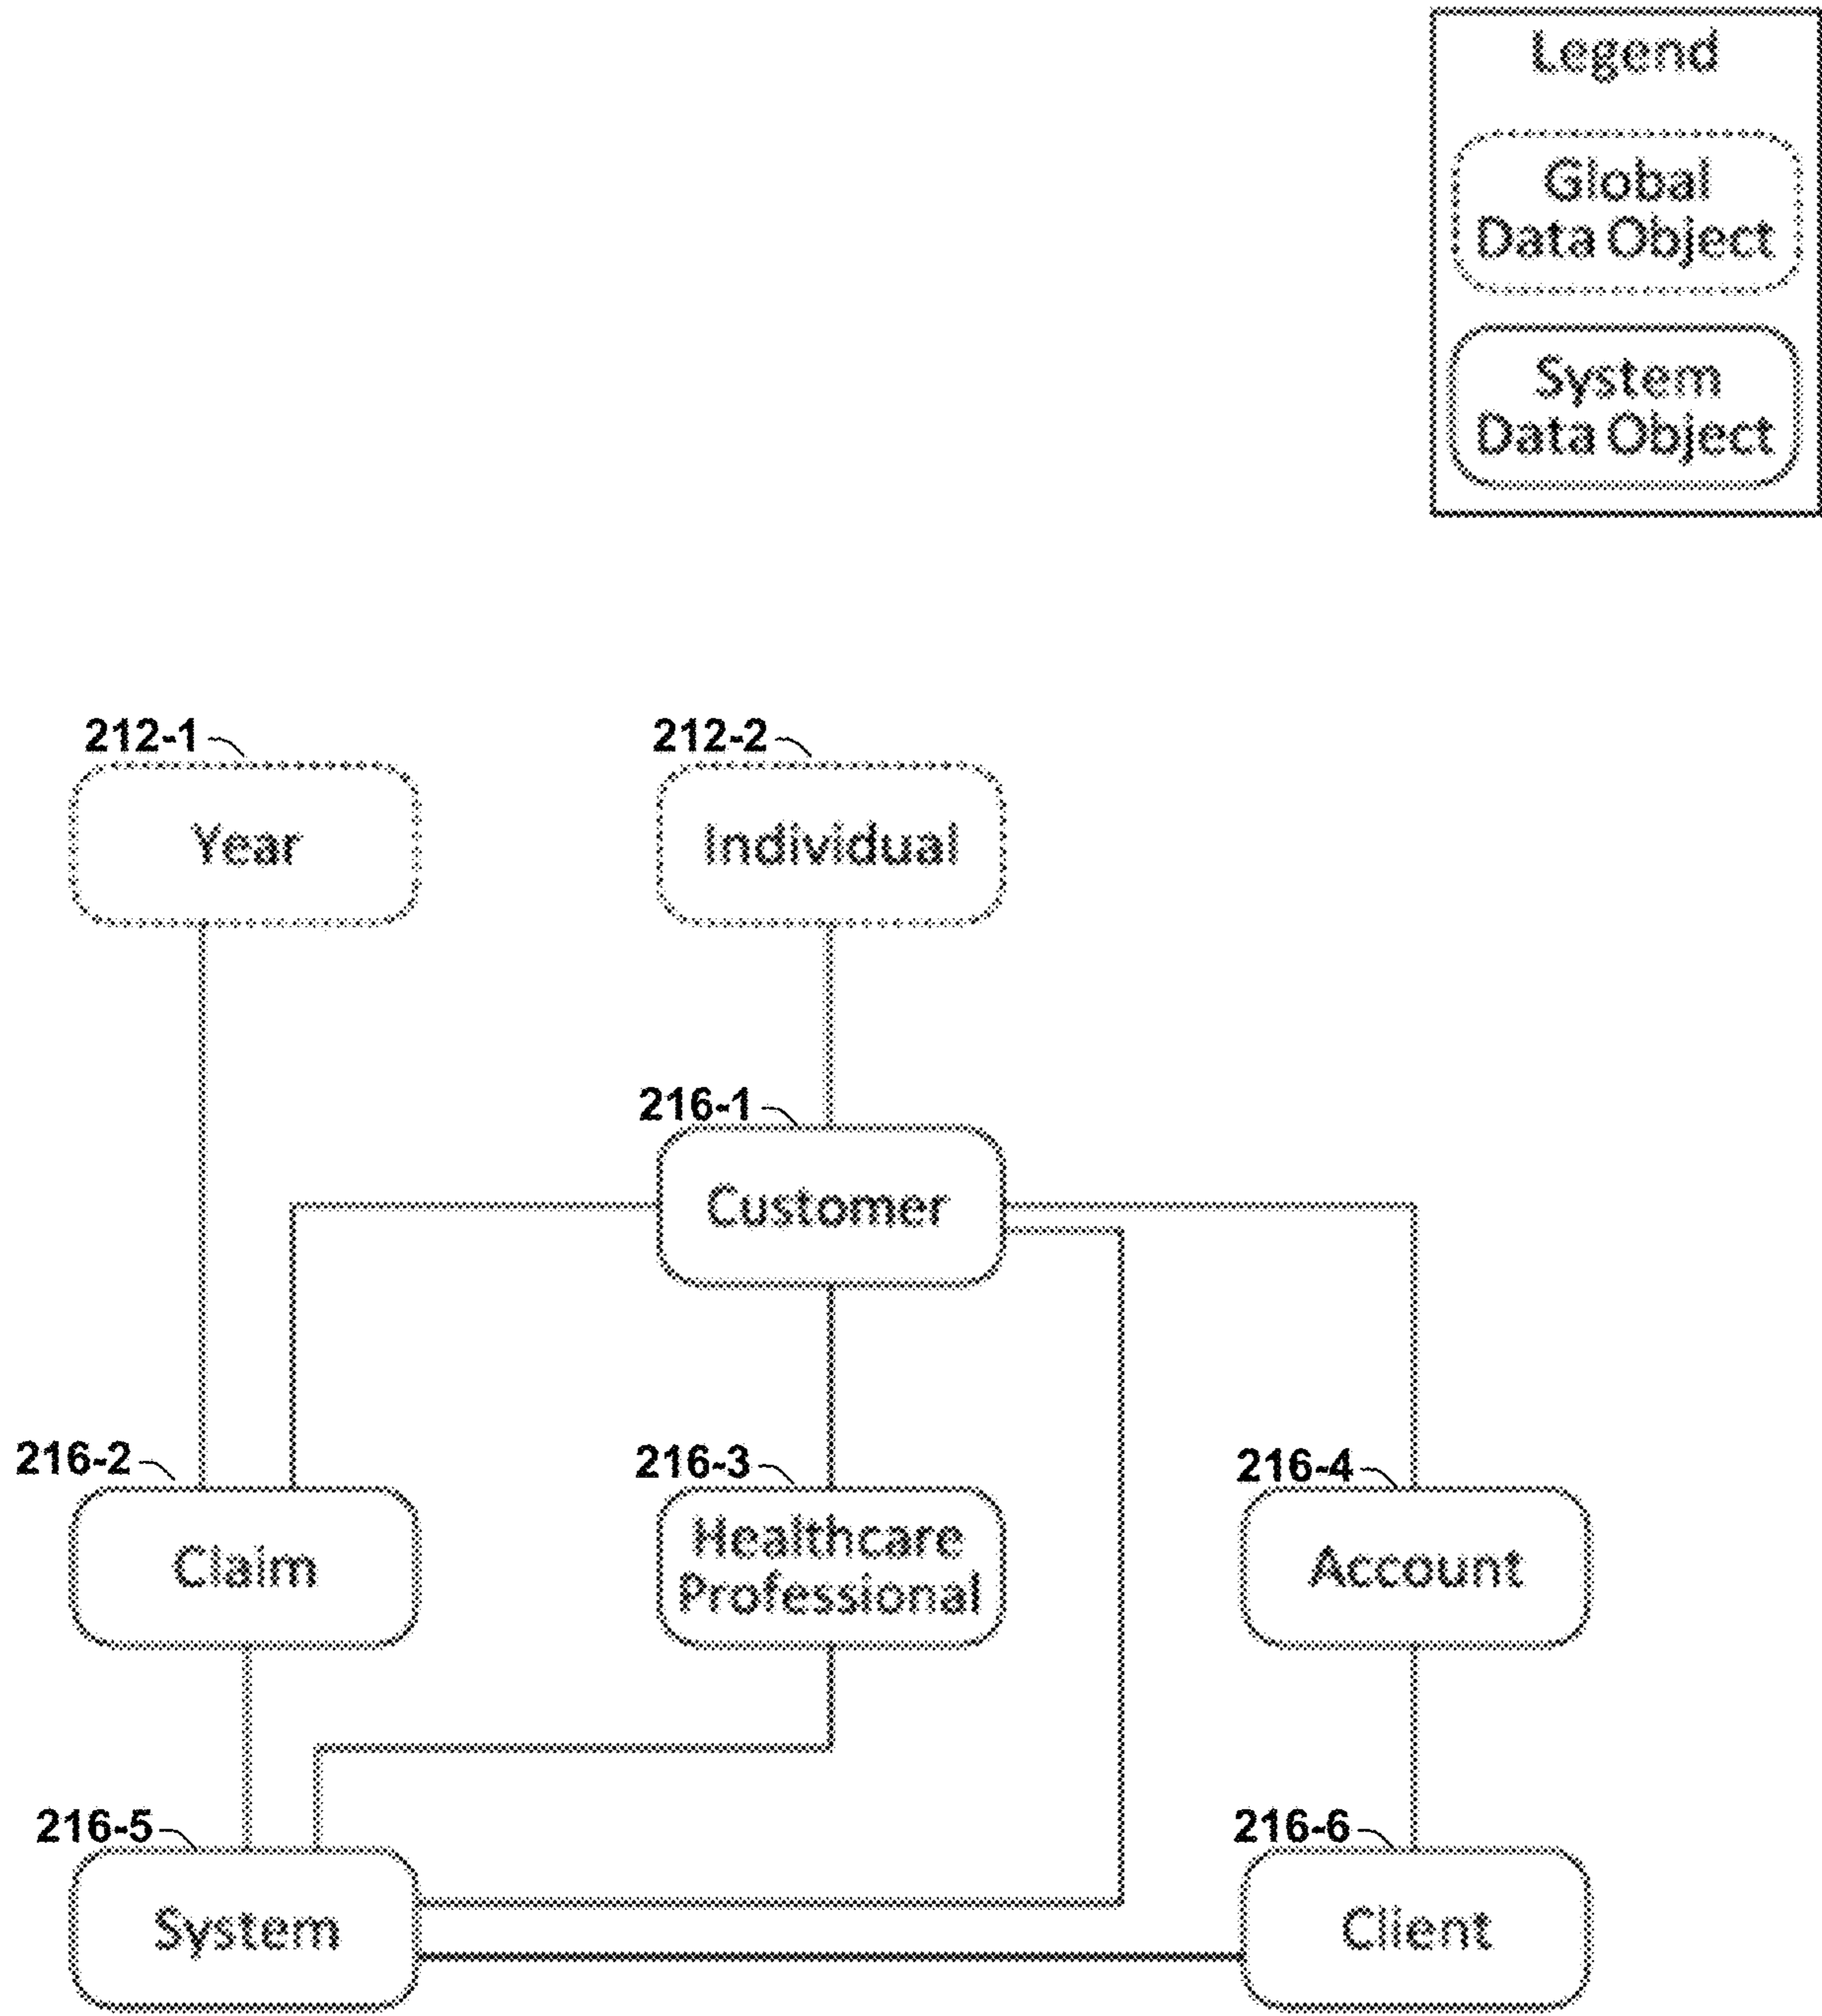 Legend
Global
Data Object
System
Data Object
212-1
Year
212-2
Individual
216-1
Customer
216-2
Claim
216-3
Healthcare
Professional
216-4
Account
216-5
System
216-6
Client